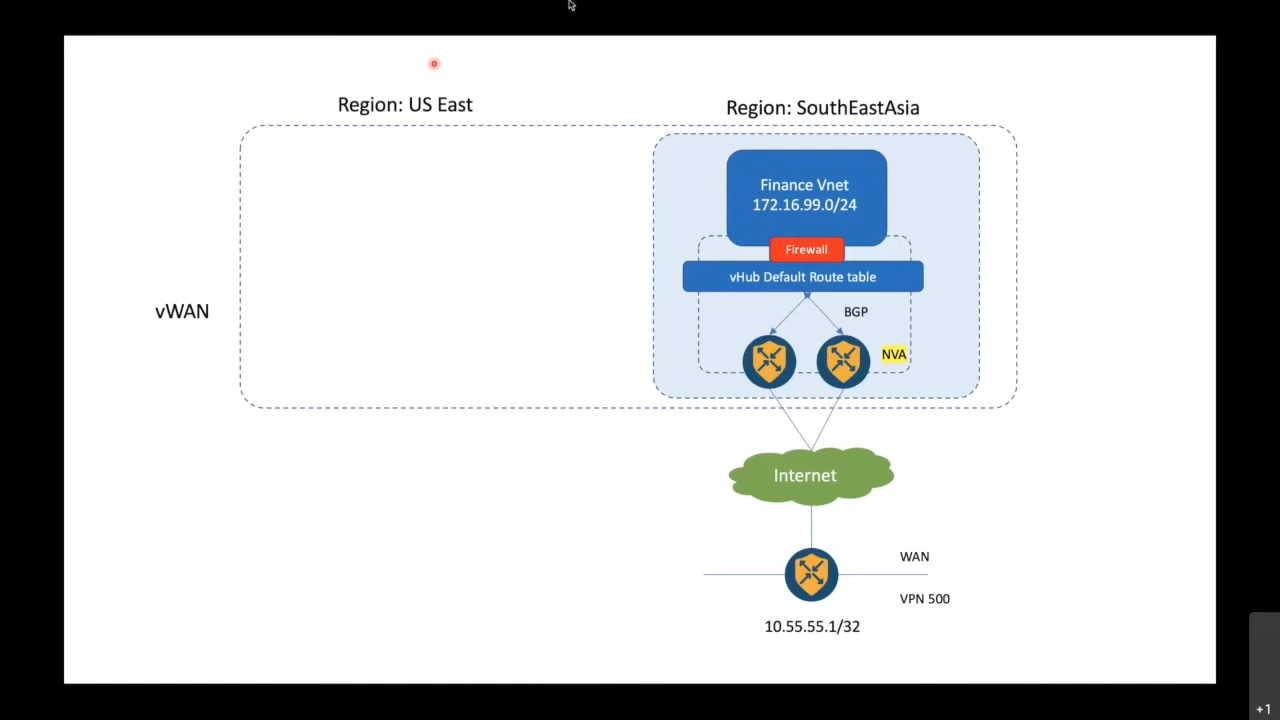 Region: US East
Region: SouthEastAsia
Finance Vnet
172.16.99.0/24
Firewall
vHub Default Route table
vWAN
BGP
NVA
Internet
WAN
VPN 500
10.55.55.1/32
+1